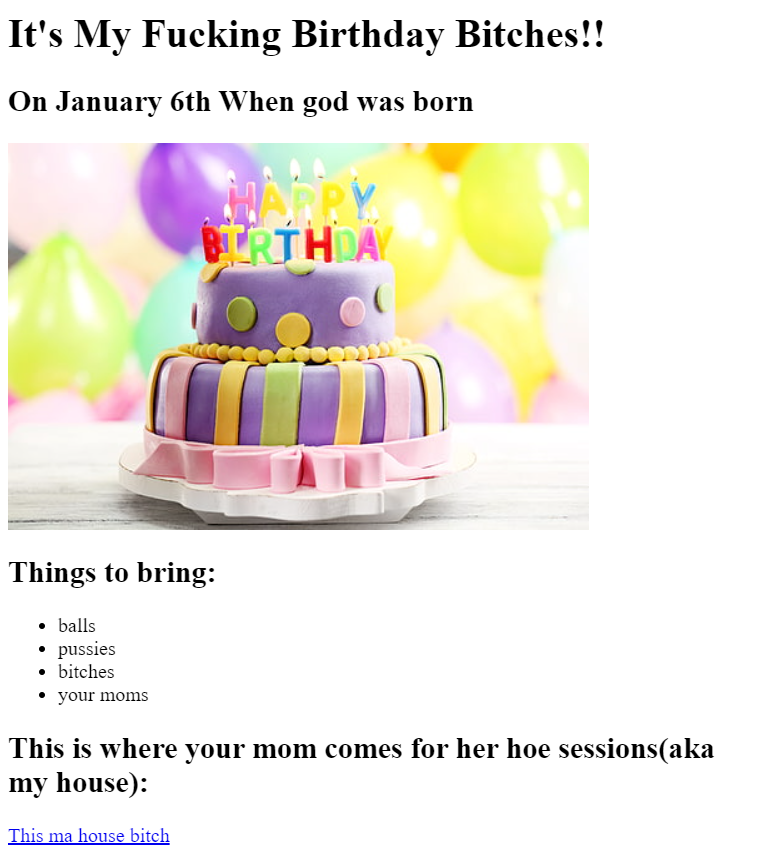 It's My Fucking Birthday Bitches!!
On January 6th When god was born
HAPPY
BIRTHDAY
Things to bring:
balls
pussies
bitches
your moms
This is where your mom comes for her hoe sessions(aka
my house):
This ma house bitch